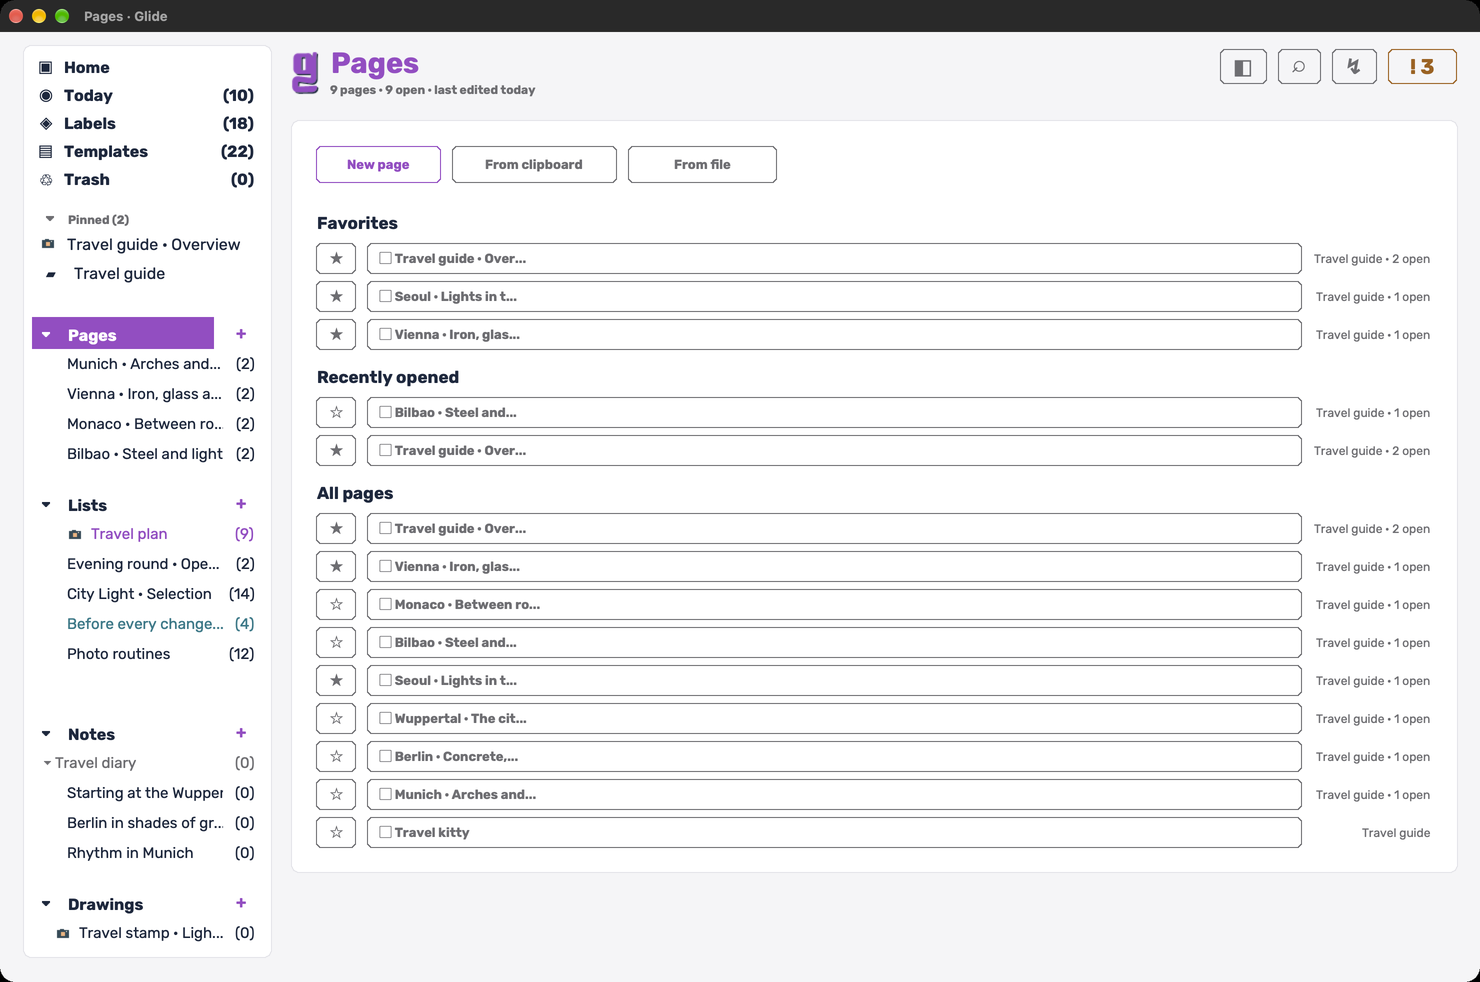 Pages · Glide
Home
Today (10)
Labels (18)
Templates (22)
Trash (0)
Pinned (2)
Travel guide • Overview
Travel guide
Pages +
Munich • Arches and... (2)
Vienna • Iron, glass a... (2)
Monaco • Between ro... (2)
Bilbao • Steel and light (2)
Lists +
Travel plan (9)
Evening round • Ope... (2)
City Light • Selection (14)
Before every change... (4)
Photo routines (12)
Notes +
Travel diary (0)
Starting at the Wupper (0)
Berlin in shades of gr... (0)
Rhythm in Munich (0)
Drawings +
Travel stamp • Ligh... (0)
g Pages
9 pages • 9 open • last edited today
! 3
New page From clipboard From file
Favorites
★ Travel guide • Over... Travel guide • 2 open
★ Seoul • Lights in t... Travel guide • 1 open
★ Vienna • Iron, glas... Travel guide • 1 open
Recently opened
☆ Bilbao • Steel and... Travel guide • 1 open
★ Travel guide • Over... Travel guide • 2 open
All pages
★ Travel guide • Over... Travel guide • 2 open
★ Vienna • Iron, glas... Travel guide • 1 open
☆ Monaco • Between ro... Travel guide • 1 open
☆ Bilbao • Steel and... Travel guide • 1 open
★ Seoul • Lights in t... Travel guide • 1 open
☆ Wuppertal • The cit... Travel guide • 1 open
☆ Berlin • Concrete,... Travel guide • 1 open
☆ Munich • Arches and... Travel guide • 1 open
☆ Travel kitty Travel guide